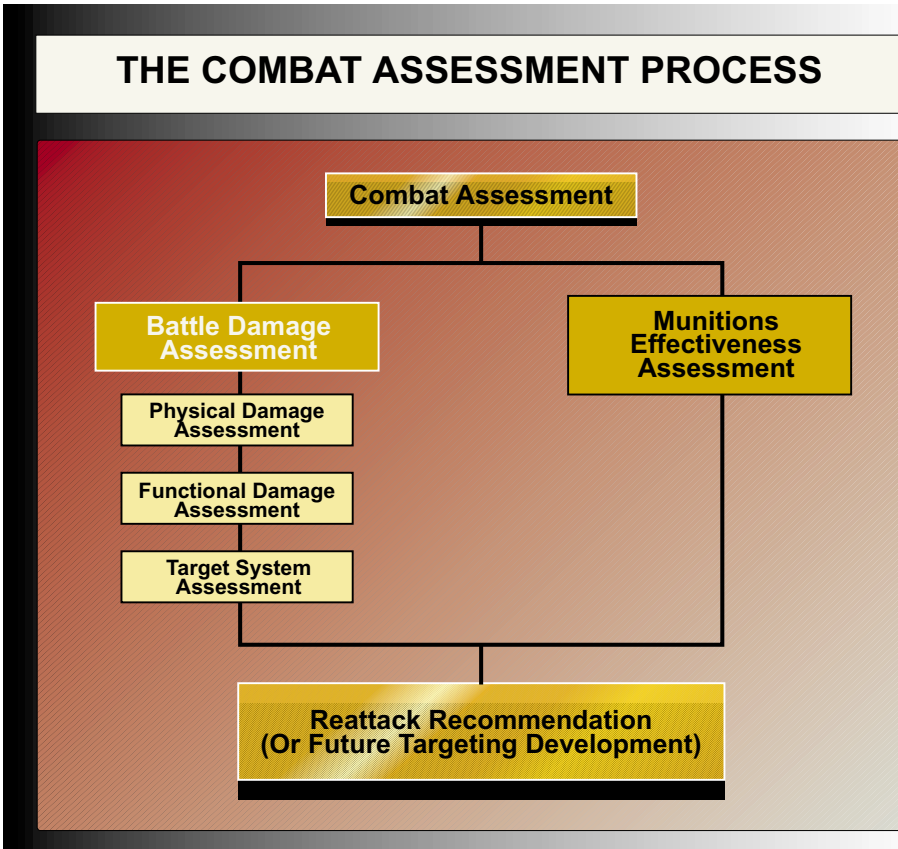 THE COMBAT ASSESSMENT PROCESS
Combat Assessment
Battle Damage
Assessment
Munitions
Effectiveness
Assessment
Physical Damage
Assessment
Functional Damage
Assessment
Target System
Assessment
Reattack Recommendation
(Or Future Targeting Development)